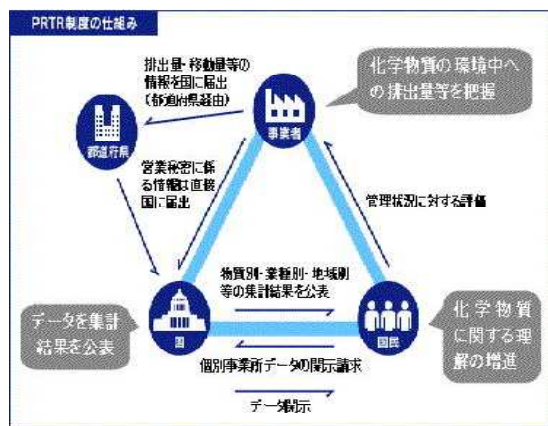 PRTR制度の仕組み
排出量・移動量等の
情報を国に届出
(都道府県経由)
化学物質の環境中へ
の排出量等を把握
事業者
都道府県
営業秘密に係
る情報は直接
国に届出
管理状況に対する評価
物質別・業種別・地域別
等の集計結果を公表
データを集計
結果を公表
国
国民
化学物質
に関する理
解の増進
個別事業所データの開示請求
データ開示